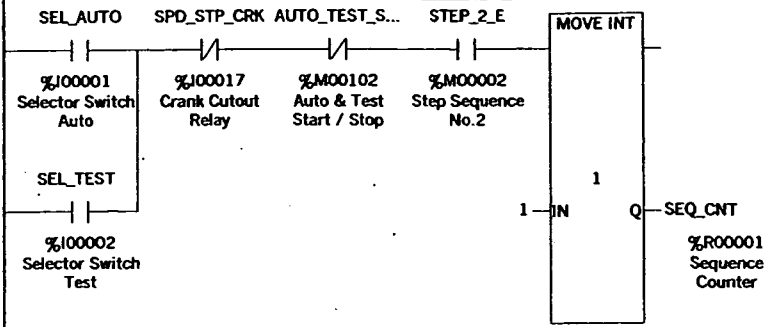 SEL_AUTO SPD_STP_CRK AUTO_TEST_S... STEP_2_E MOVE INT
%I00001 %I00017 %M00102 %M00002
Selector Switch Crank Cutout Auto & Test Step Sequence
Auto Relay Start / Stop No.2
SEL_TEST 1
1 IN Q SEQ_CNT
%I00002 %R00001
Selector Switch Sequence
Test Counter